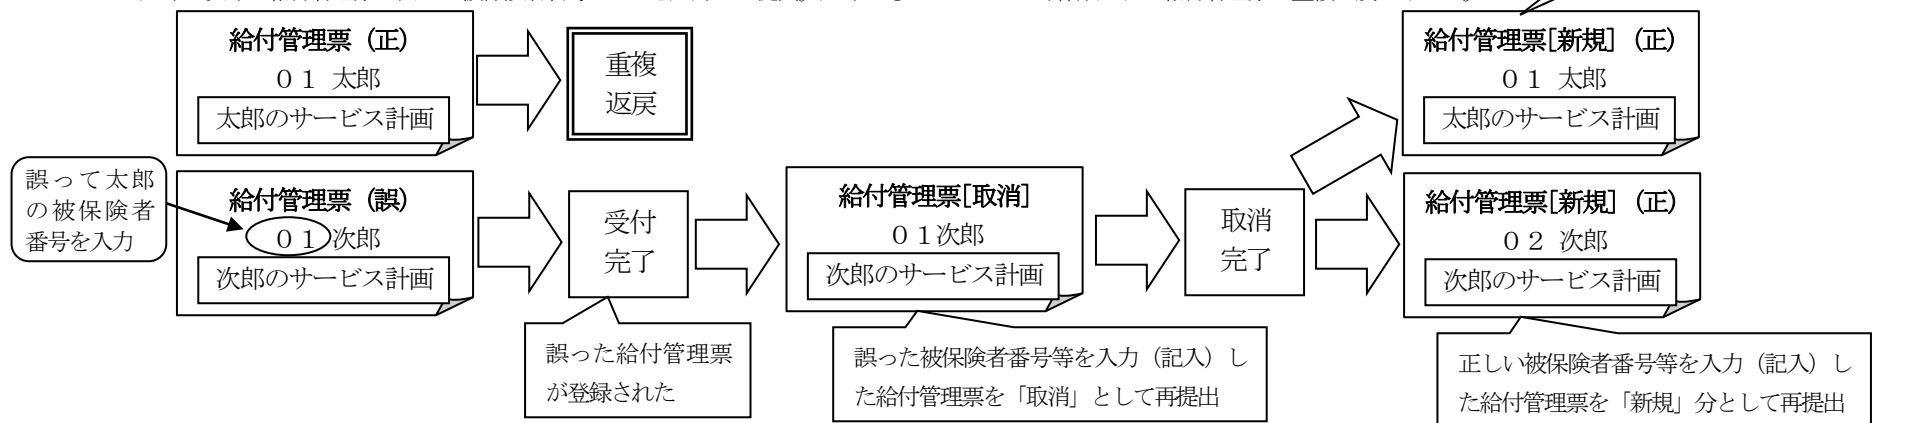 給付管理票（正）
０１ 太郎
太郎のサービス計画
重複
返戻
給付管理票[新規]（正）
０１ 太郎
太郎のサービス計画
誤って太郎
の被保険者
番号を入力
給付管理票（誤）
０１次郎
次郎のサービス計画
受付
完了
給付管理票[取消]
０１次郎
次郎のサービス計画
取消
完了
給付管理票[新規]（正）
０２ 次郎
次郎のサービス計画
誤った給付管理票
が登録された
誤った被保険者番号等を入力（記入）し
た給付管理票を「取消」として再提出
正しい被保険者番号等を入力（記入）し
た給付管理票を「新規」分として再提出